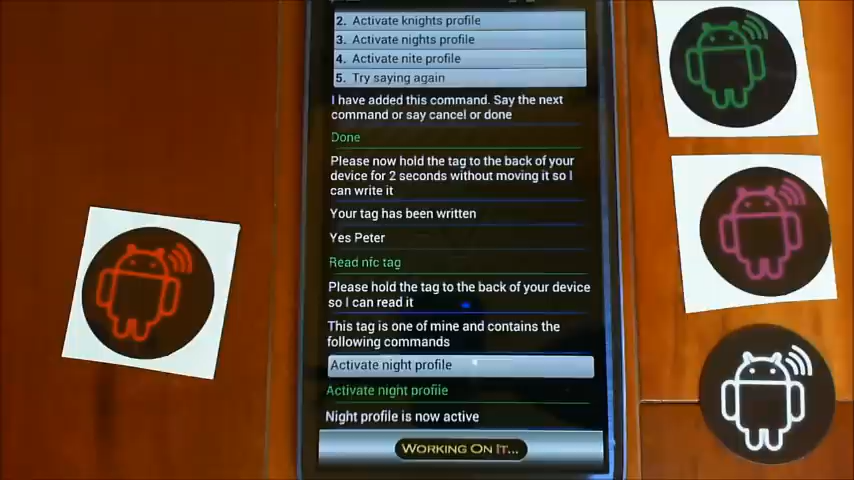 2. Activate knights profile
3. Activate nights profile
4. Activate nite profile
5. Try saying again
I have added this command. Say the next
command or say cancel or done
Done
Please now hold the tag to the back of your
device for 2 seconds without moving it so I
can write it
Your tag has been written
Yes Peter
Read nfc tag
Please hold the tag to the back of your device
so I can read it
This tag is one of mine and contains the
following commands
Activate night profile
Activate night profile
Night profile is now active
Working On It...